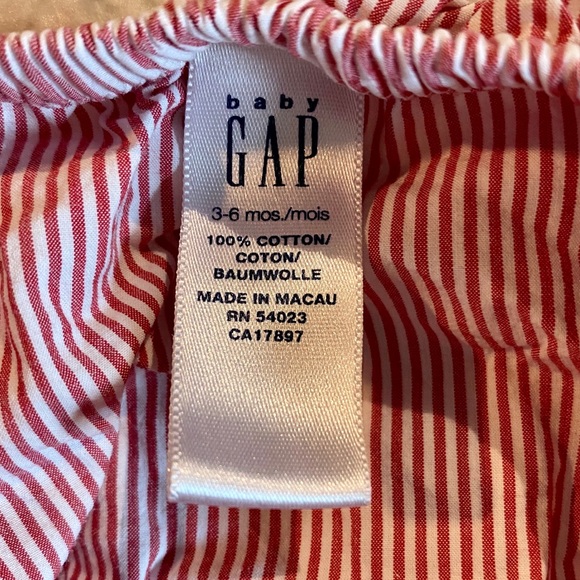 baby
GAP
3-6 mos./mois
100% COTTON/
COTON/
BAUMWOLLE
MADE IN MACAU
RN 54023
CA17897